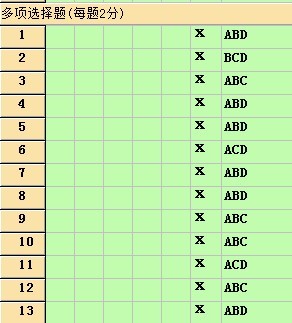 多项选择题(每题2分)
1 X ABD
2 X BCD
3 X ABC
4 X ABD
5 X ABD
6 X ACD
7 X ABD
8 X ABD
9 X ABC
10 X ABC
11 X ACD
12 X ABC
13 X ABD